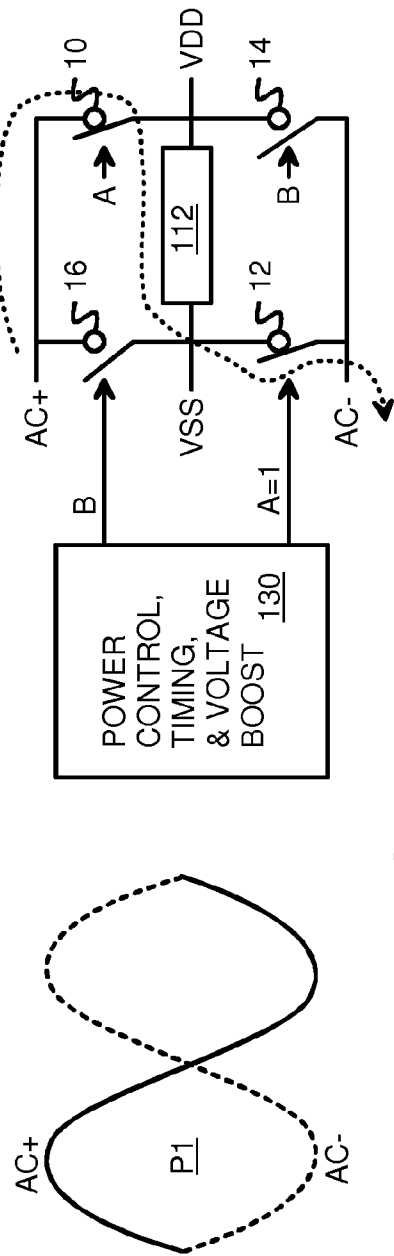 AC+
P1
AC-
POWER
CONTROL,
TIMING,
& VOLTAGE
BOOST 130
B
A=1
AC+
16
10
A
VSS
112
VDD
12
B
14
AC-